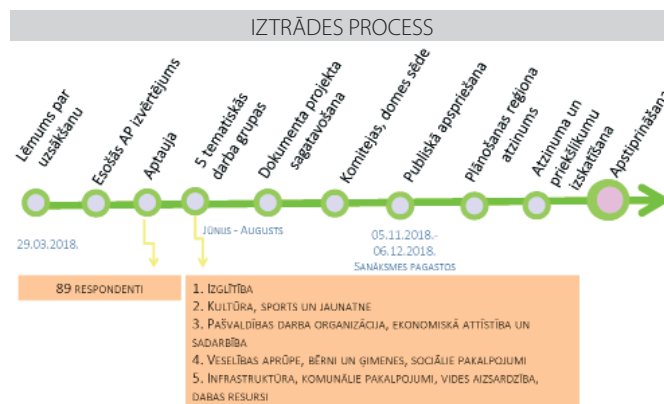 IZTRĀDES PROCESS
Lēmums par
uzsākšanu
Esošās AP izvērtējums
Aptauja
5 tematiskās
darba grupas
Dokumenta projekta
sagatavošana
Komitejas, domes sēde
Publiskā apspriešana
Plānošanas reģiona
atzinums
Atzinuma un
priekšlikumu
izskatīšana
Apstiprināšana
29.03.2018.
JŪNIJS - AUGUSTS
05.11.2018.-
06.12.2018.
SANĀKSMES PAGASTOS
89 RESPONDENTI
1. IZGLĪTĪBA
2. KULTŪRA, SPORTS UN JAUNATNE
3. PAŠVALDĪBAS DARBA ORGANIZĀCIJA, EKONOMISKĀ ATTĪSTĪBA UN
SADARBĪBA
4. VESELĪBAS APRŪPE, BĒRNI UN ĢIMENES, SOCIĀLIE PAKALPOJUMI
5. INFRASTRUKTŪRA, KOMUNĀLIE PAKALPOJUMI, VIDES AIZSARDZĪBA,
DABAS RESURSI